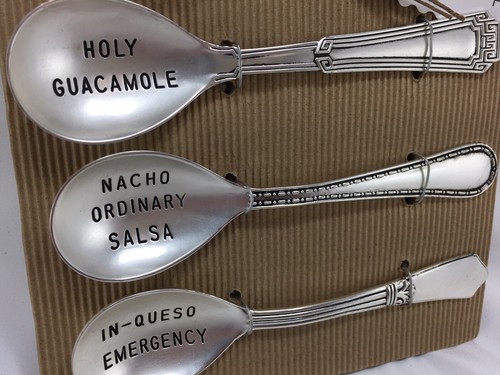 HOLY
GUACAMOLE
NACHO
ORDINARY
SALSA
IN-QUESO
EMERGENCY